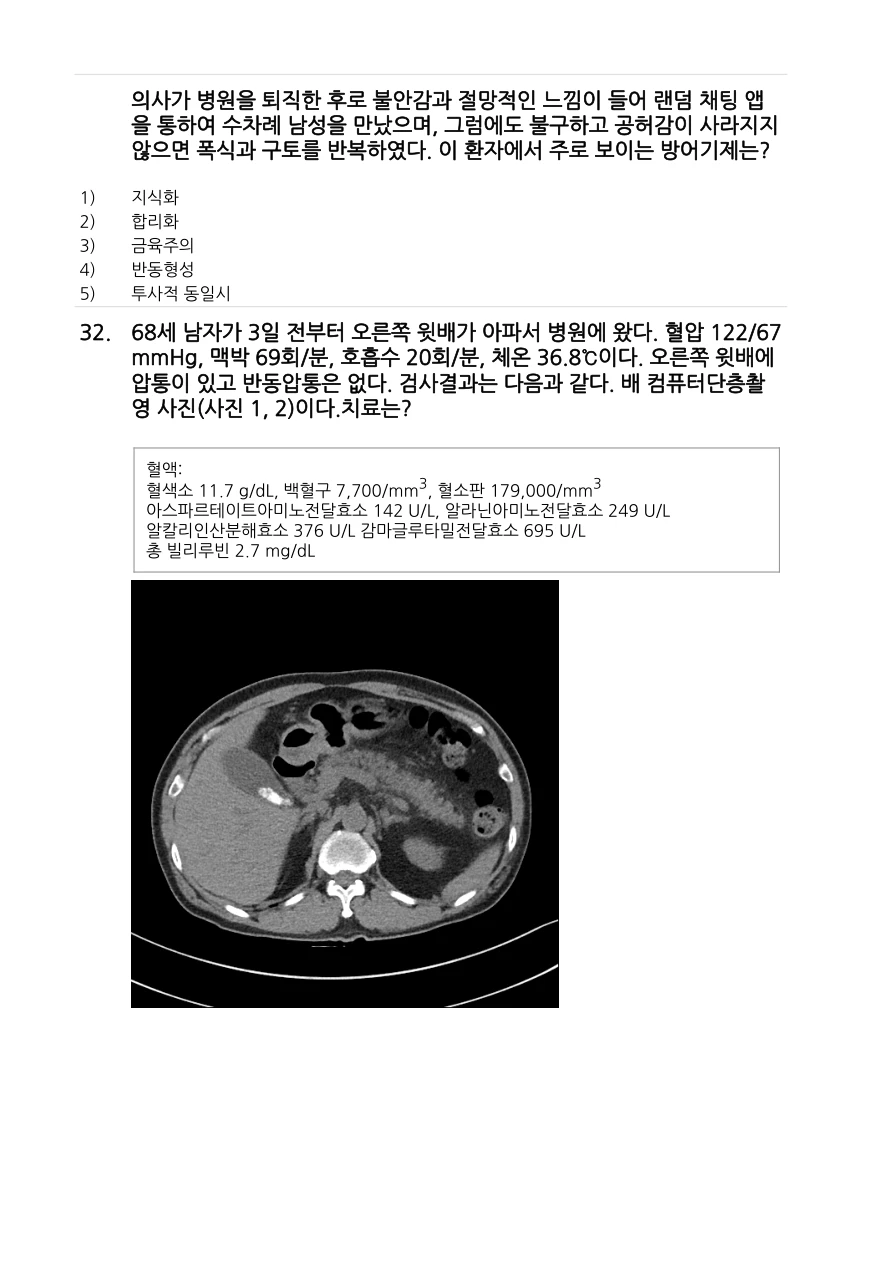 의사가 병원을 퇴직한 후로 불안감과 절망적인 느낌이 들어 랜덤 채팅 앱
을 통하여 수차례 남성을 만났으며, 그럼에도 불구하고 공허감이 사라지지
않으면 폭식과 구토를 반복하였다. 이 환자에서 주로 보이는 방어기제는?
1) 지식화
2) 합리화
3) 금육주의
4) 반동형성
5) 투사적 동일시
32. 68세 남자가 3일 전부터 오른쪽 윗배가 아파서 병원에 왔다. 혈압 122/67
mmHg, 맥박 69회/분, 호흡수 20회/분, 체온 36.8℃이다. 오른쪽 윗배에
압통이 있고 반동압통은 없다. 검사결과는 다음과 같다. 배 컴퓨터단층촬
영 사진(사진 1, 2)이다.치료는?
혈액:
혈색소 11.7 g/dL, 백혈구 7,700/mm³, 혈소판 179,000/mm³
아스파르테이트아미노전달효소 142 U/L, 알라닌아미노전달효소 249 U/L
알칼리인산분해효소 376 U/L 감마글루타밀전달효소 695 U/L
총 빌리루빈 2.7 mg/dL